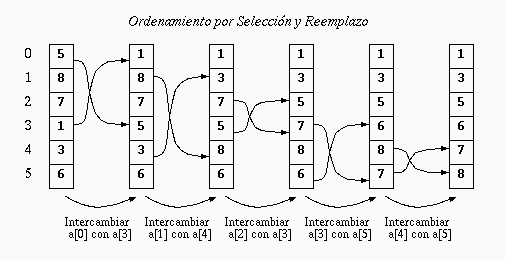 Ordenamiento por Selección y Reemplazo
0 5 1 1 1 1 1
1 8 8 3 3 3 3
2 7 7 7 5 5 5
3 1 5 5 7 6 6
4 3 3 8 8 8 7
5 6 6 6 6 7 8
Intercambiar Intercambiar Intercambiar Intercambiar Intercambiar
a[0] con a[3] a[1] con a[4] a[2] con a[3] a[3] con a[5] a[4] con a[5]